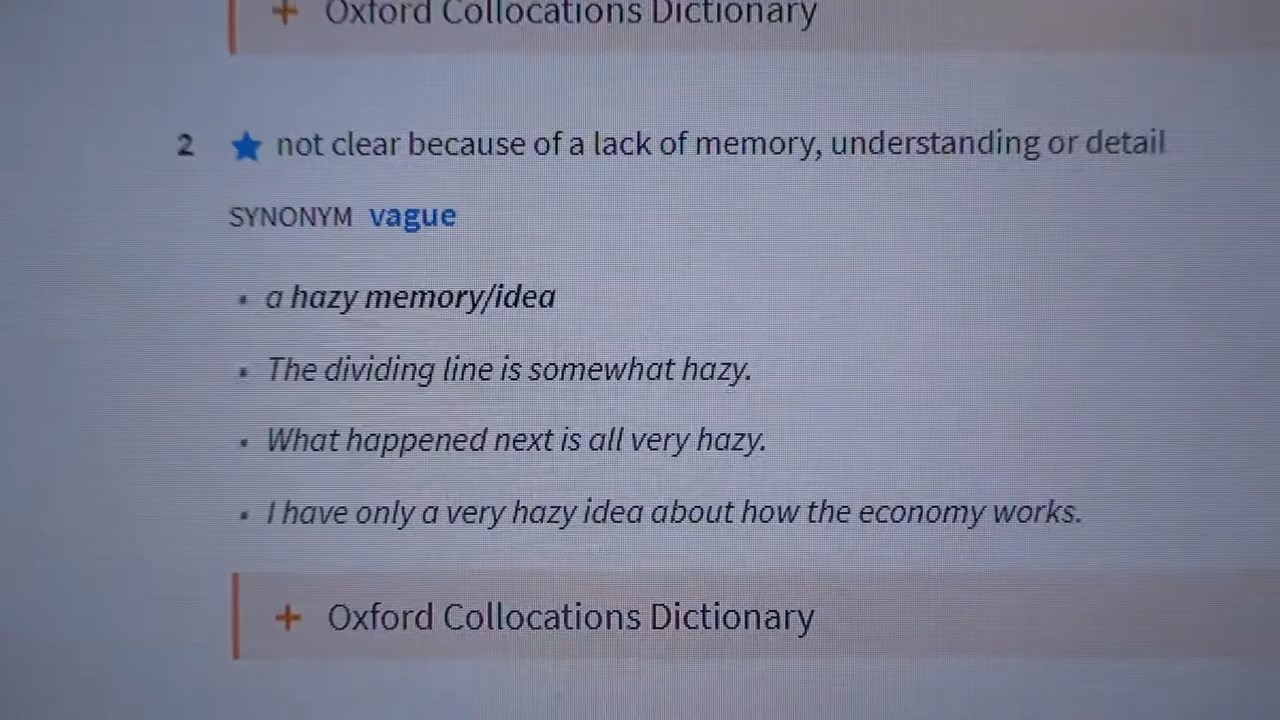 Oxford Collocations Dictionary
2 not clear because of a lack of memory, understanding or detail
SYNONYM vague
a hazy memory/idea
The dividing line is somewhat hazy.
What happened next is all very hazy.
I have only a very hazy idea about how the economy works.
Oxford Collocations Dictionary